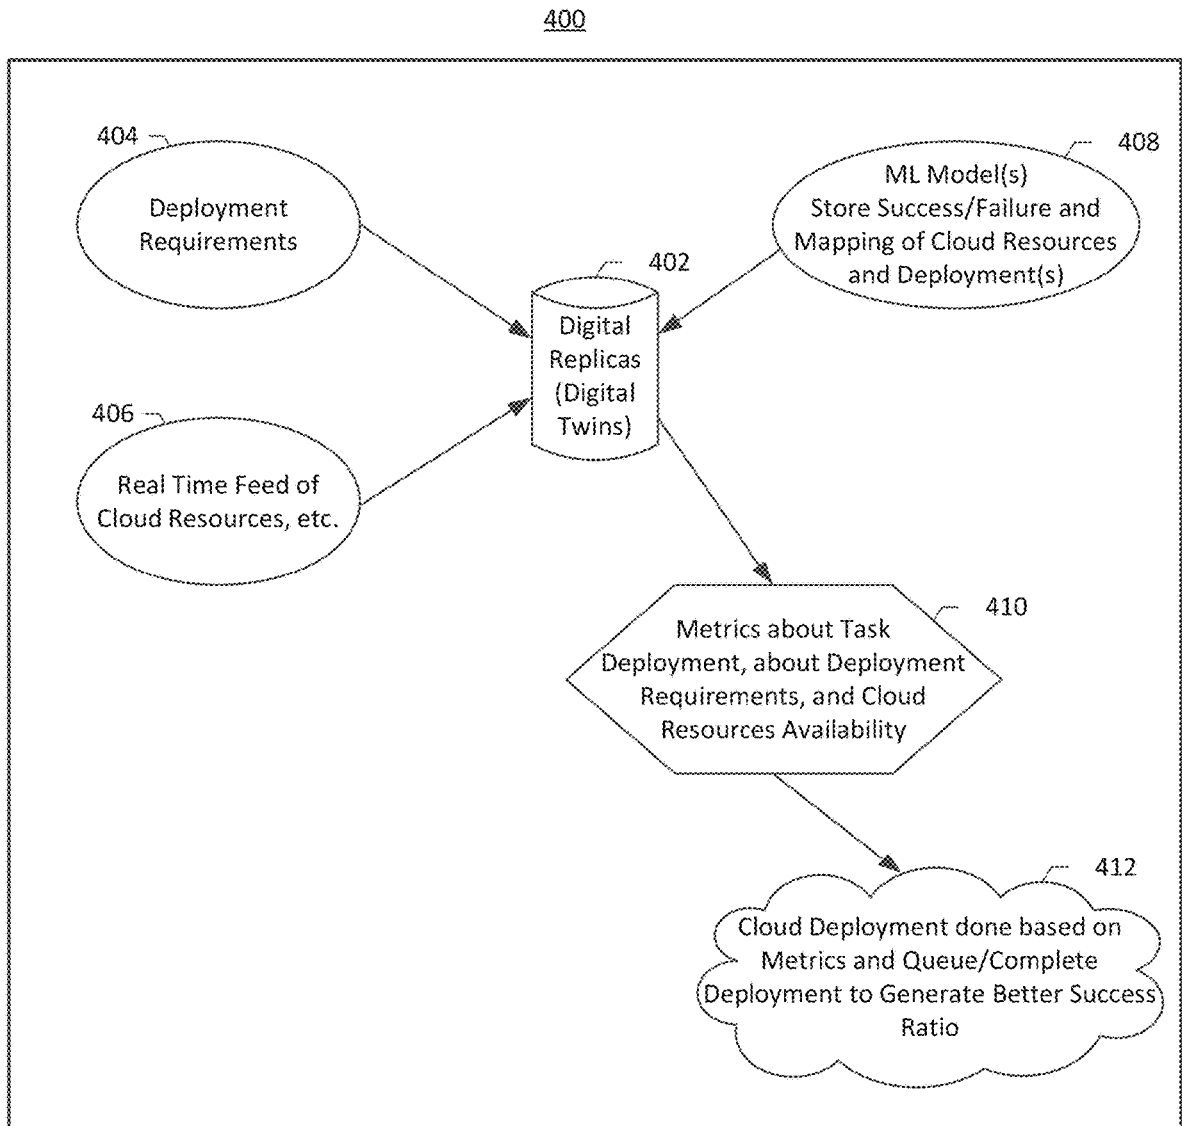 400
404
Deployment
Requirements
408
ML Model(s)
Store Success/Failure and
Mapping of Cloud Resources
and Deployment(s)
402
Digital
Replicas
(Digital
Twins)
406
Real Time Feed of
Cloud Resources, etc.
410
Metrics about Task
Deployment, about Deployment
Requirements, and Cloud
Resources Availability
412
Cloud Deployment done based on
Metrics and Queue/Complete
Deployment to Generate Better Success
Ratio